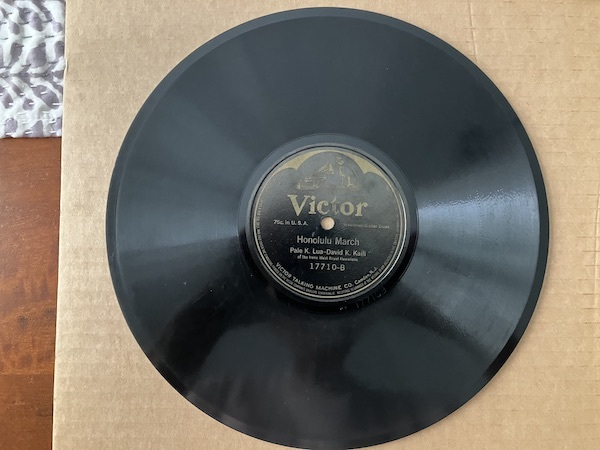 Victor
75c. in U.S.A.
Honolulu March
Pale K. Lua-David K. Kaili
of the Irene West Royal Hawaiians
17710-B
VICTOR TALKING MACHINE CO. Camden, N.J.